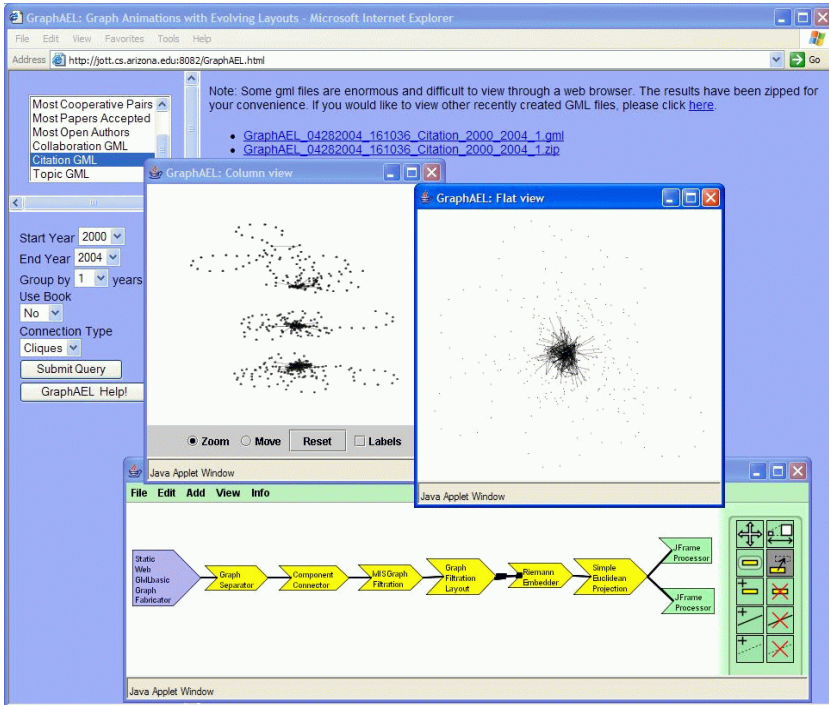 GraphAEL: Graph Animations with Evolving Layouts - Microsoft Internet Explorer
File Edit View Favorites Tools Help
Address http://jott.cs.arizona.edu:8082/GraphAEL.html Go
Note: Some gml files are enormous and difficult to view through a web browser. The results have been zipped for
your convenience. If you would like to view other recently created GML files, please click here.
GraphAEL_04282004_161036_Citation_2000_2004_1.gml
GraphAEL_04282004_161036_Citation_2000_2004_1.zip
Most Cooperative Pairs
Most Papers Accepted
Most Open Authors
Collaboration GML
Citation GML
Topic GML
Start Year 2000
End Year 2004
Group by 1 years
Use Book
No
Connection Type
Cliques
Submit Query
GraphAEL Help!
GraphAEL: Column view
Zoom Move Reset Labels
Java Applet Window
GraphAEL: Flat view
Java Applet Window
File Edit Add View Info
Static
Web
GMLbasic
Graph
Fabricator
Graph
Separator
Component
Connector
MISGraph
Filtration
Graph
Filtration
Layout
Riemann
Embedder
Simple
Euclidean
Projection
JFrame
Processor
JFrame
Processor
Java Applet Window